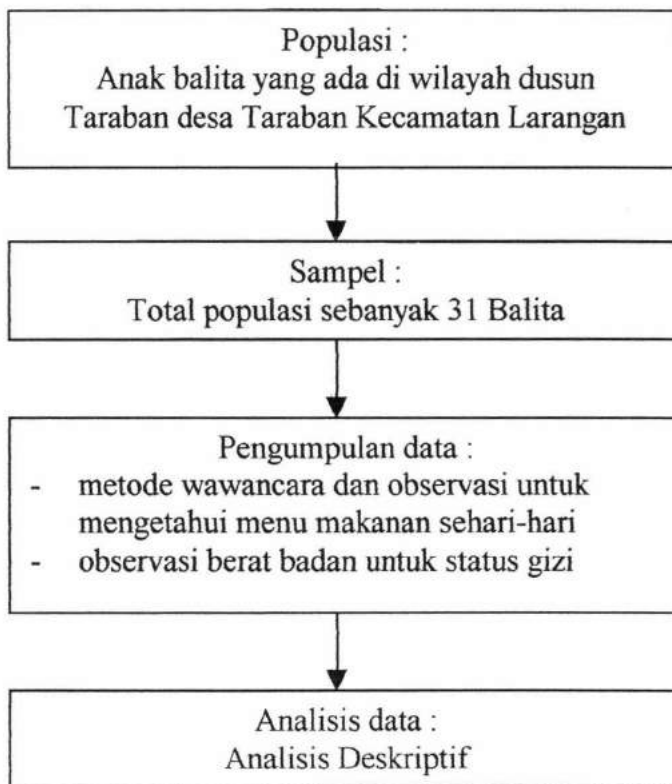 Populasi :
Anak balita yang ada di wilayah dusun
Taraban desa Taraban Kecamatan Larangan
Sampel :
Total populasi sebanyak 31 Balita
Pengumpulan data :
- metode wawancara dan observasi untuk
mengetahui menu makanan sehari-hari
- observasi berat badan untuk status gizi
Analisis data :
Analisis Deskriptif